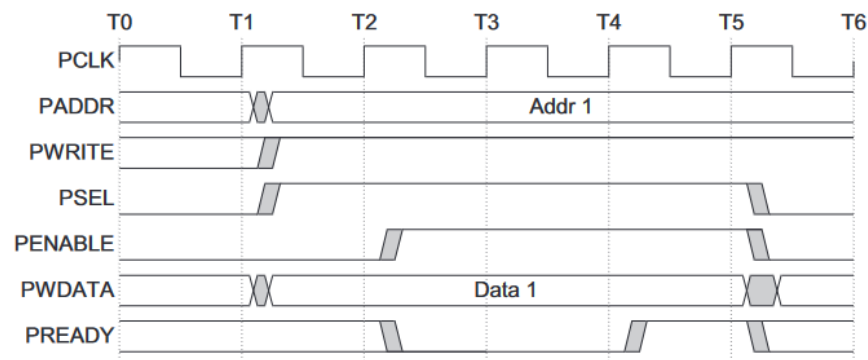 T0 T1 T2 T3 T4 T5 T6
PCLK
PADDR Addr 1
PWRITE
PSEL
PENABLE
PWDATA Data 1
PREADY